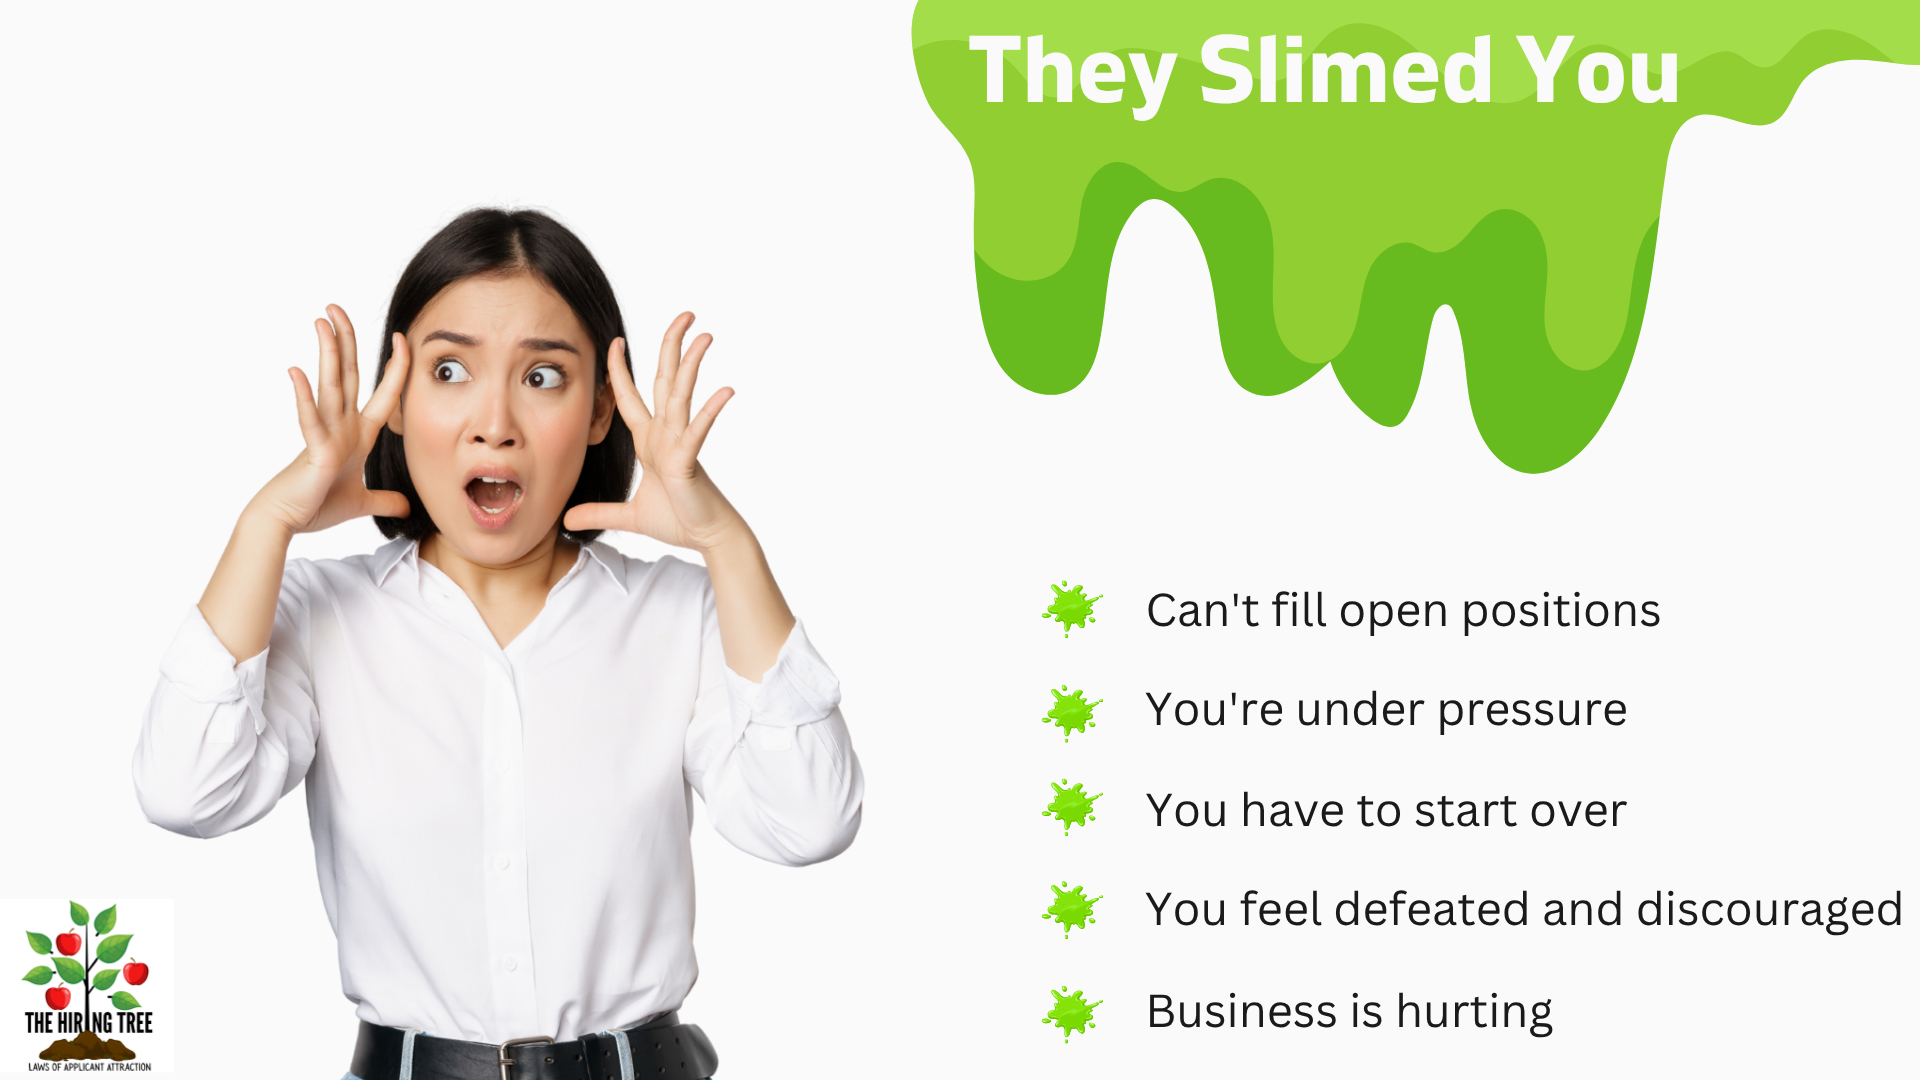 They Slimed You
Can't fill open positions
You're under pressure
You have to start over
You feel defeated and discouraged
Business is hurting
THE HIRING TREE
LAWS OF APPLICANT ATTRACTION